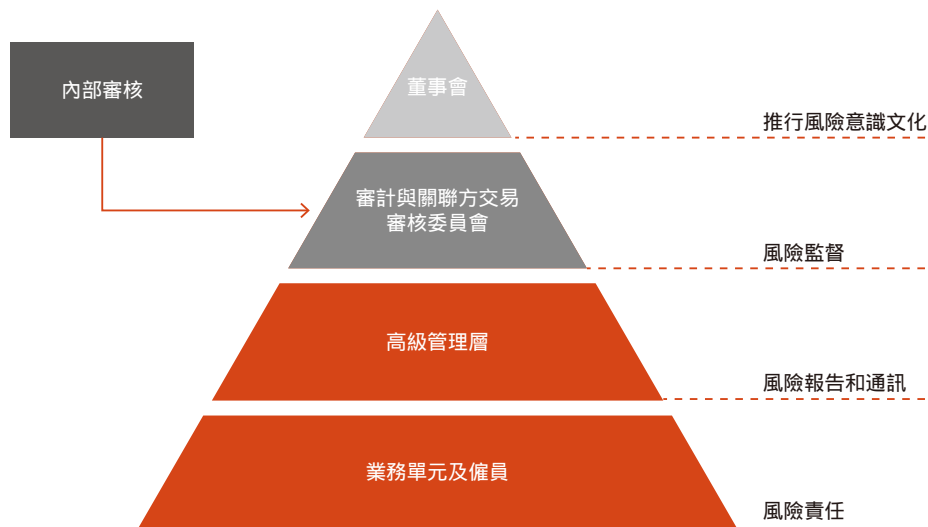 董事會
內部審核
推行風險意識文化
審計與關聯方交易
審核委員會
風險監督
高級管理層
風險報告和通訊
業務單元及僱員
風險責任